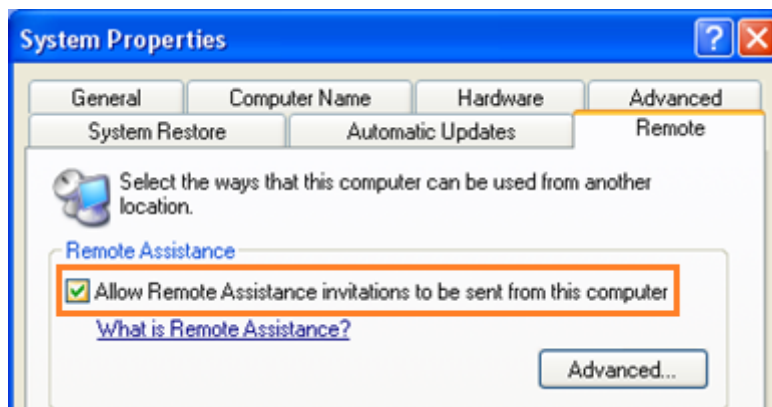 System Properties
General Computer Name Hardware Advanced
System Restore Automatic Updates Remote
Select the ways that this computer can be used from another
location.
Remote Assistance
Allow Remote Assistance invitations to be sent from this computer
What is Remote Assistance?
Advanced...